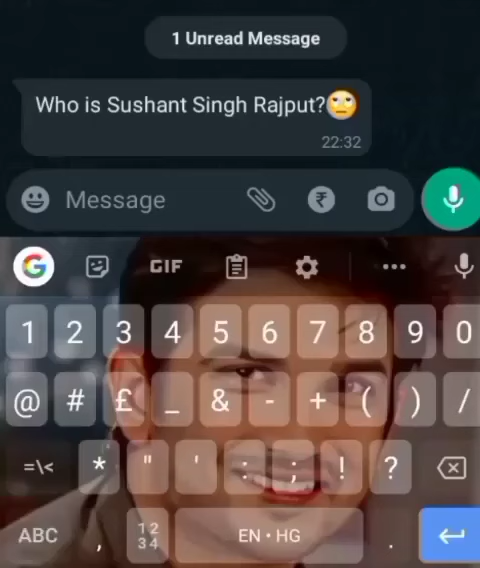 1 Unread Message
Who is Sushant Singh Rajput?🙄
22:32
Message
GIF
1 2 3 4 5 6 7 8 9 0
@ # £ _ & - + ( ) /
=\< * " ' : ; ! ?
ABC , 12 34 EN • HG .